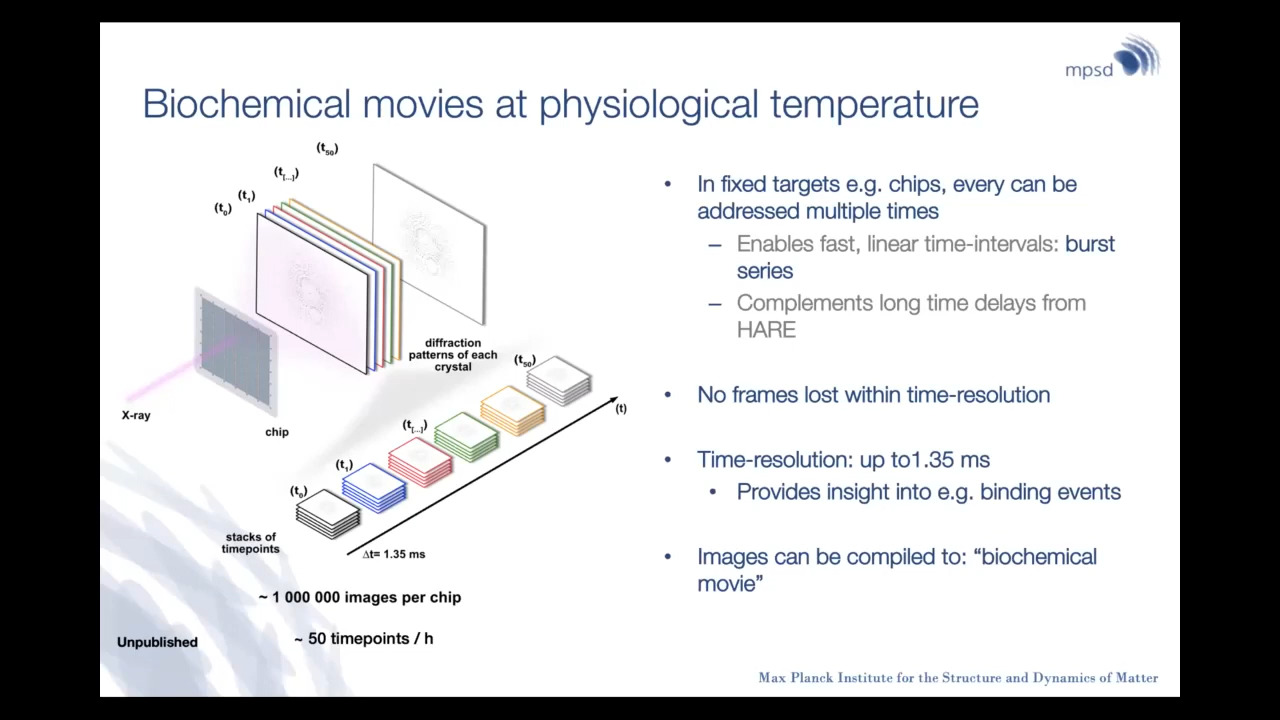 mpsd
Biochemical movies at physiological temperature
(t50)
(t[...])
(t1)
(t0)
X-ray
chip
diffraction
patterns of each
crystal
(t50)
(t)
(t[...])
(t1)
(t0)
stacks of
timepoints
Δt= 1.35 ms
~ 1 000 000 images per chip
~ 50 timepoints / h
Unpublished
• In fixed targets e.g. chips, every can be
addressed multiple times
– Enables fast, linear time-intervals: burst
series
– Complements long time delays from
HARE
• No frames lost within time-resolution
• Time-resolution: up to1.35 ms
• Provides insight into e.g. binding events
• Images can be compiled to: “biochemical
movie”
Max Planck Institute for the Structure and Dynamics of Matter